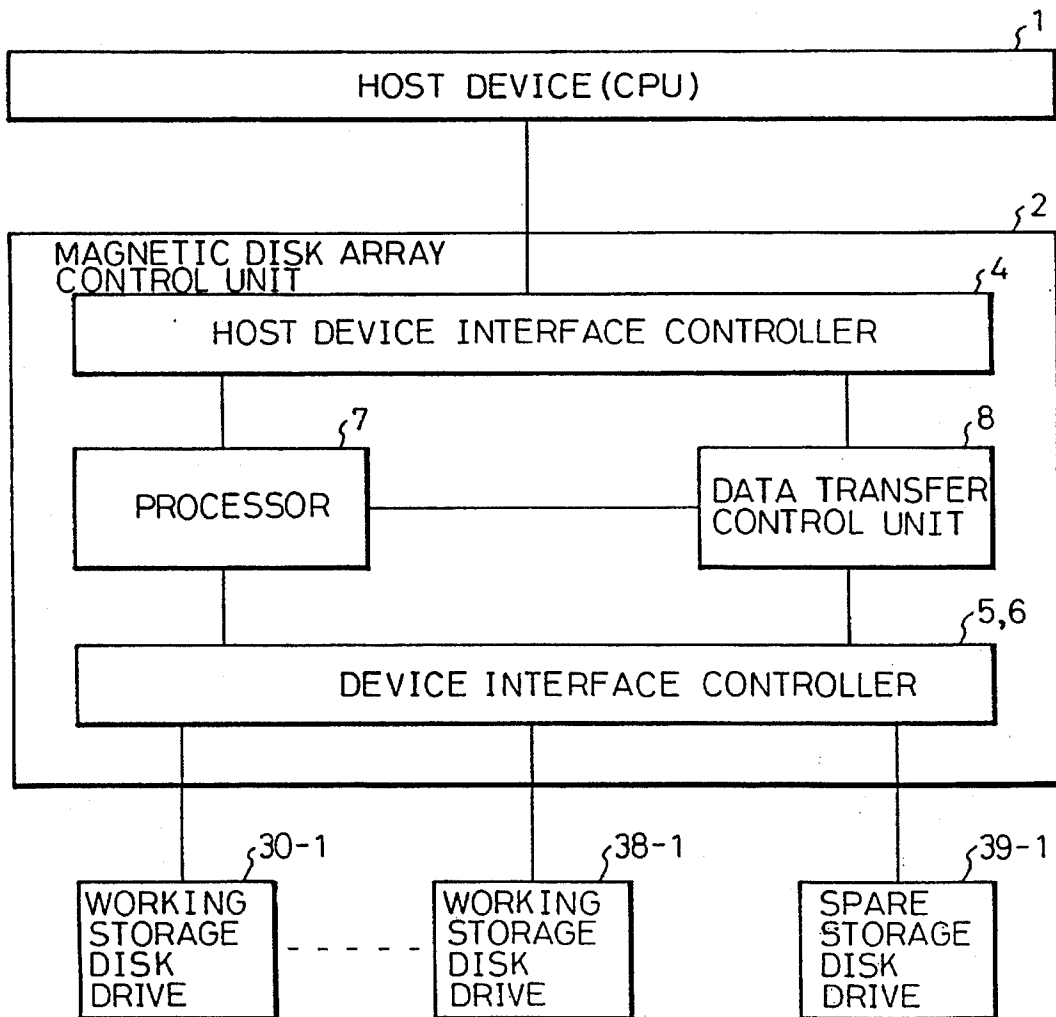 1
HOST DEVICE (CPU)
2
MAGNETIC DISK ARRAY
CONTROL UNIT
4
HOST DEVICE INTERFACE CONTROLLER
7
PROCESSOR
8
DATA TRANSFER
CONTROL UNIT
5,6
DEVICE INTERFACE CONTROLLER
30-1
WORKING
STORAGE
DISK
DRIVE
38-1
WORKING
STORAGE
DISK
DRIVE
39-1
SPARE
STORAGE
DISK
DRIVE